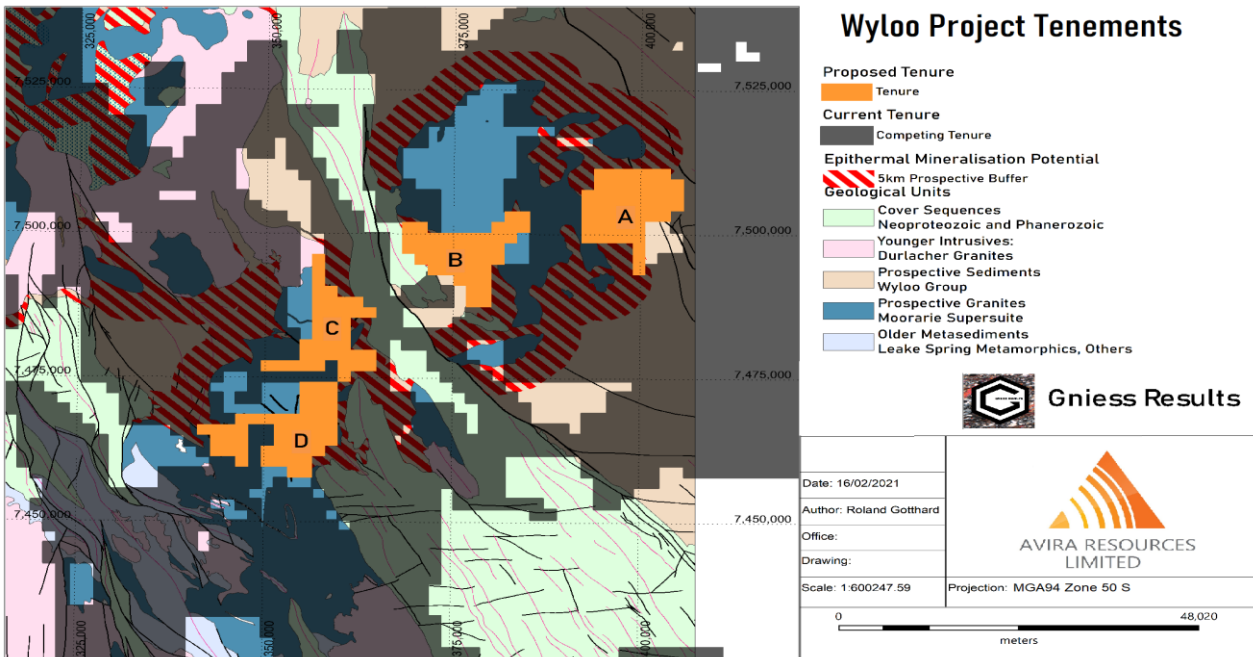 325,000
350,000
375,000
400,000
7,525,000
7,525,000
A
7,500,000
7,500,000
B
C
7,475,000
7,475,000
D
7,450,000
7,450,000
325,000
350,000
375,000
400,000
Wyloo Project Tenements
Proposed Tenure
Tenure
Current Tenure
Competing Tenure
Epithermal Mineralisation Potential
5km Prospective Buffer
Geological Units
Cover Sequences
Neoproteozoic and Phanerozoic
Younger Intrusives:
Durlacher Granites
Prospective Sediments
Wyloo Group
Prospective Granites
Moorarie Supersuite
Older Metasediments
Leake Spring Metamorphics, Others
Gniess Results
Date: 16/02/2021
Author: Roland Gotthard
Office:
Drawing:
Scale: 1:600247.59
AVIRA RESOURCES
LIMITED
Projection: MGA94 Zone 50 S
0
48,020
meters